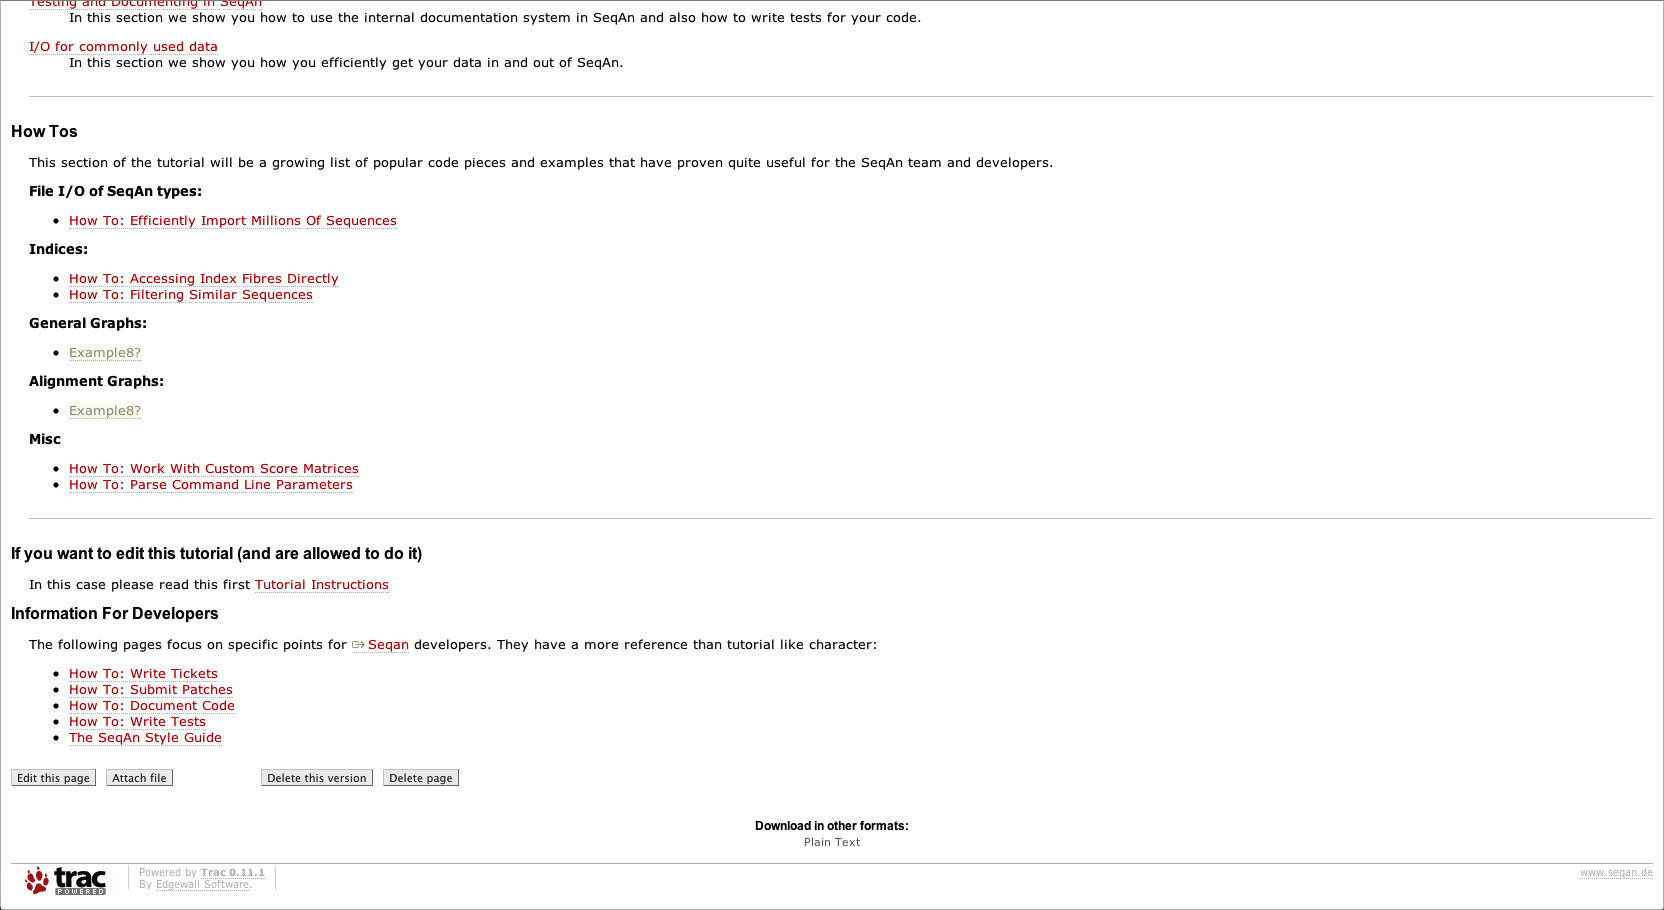 Testing and Documenting in SeqAn
In this section we show you how to use the internal documentation system in SeqAn and also how to write tests for your code.
I/O for commonly used data
In this section we show you how you efficiently get your data in and out of SeqAn.
How Tos
This section of the tutorial will be a growing list of popular code pieces and examples that have proven quite useful for the SeqAn team and developers.
File I/O of SeqAn types:
How To: Efficiently Import Millions Of Sequences
Indices:
How To: Accessing Index Fibres Directly
How To: Filtering Similar Sequences
General Graphs:
Example8?
Alignment Graphs:
Example8?
Misc
How To: Work With Custom Score Matrices
How To: Parse Command Line Parameters
If you want to edit this tutorial (and are allowed to do it)
In this case please read this first Tutorial Instructions
Information For Developers
The following pages focus on specific points for Seqan developers. They have a more reference than tutorial like character:
How To: Write Tickets
How To: Submit Patches
How To: Document Code
How To: Write Tests
The SeqAn Style Guide
Edit this page Attach file Delete this version Delete page
Download in other formats:
Plain Text
trac POWERED
Powered by Trac 0.11.1
By Edgewall Software.
www.seqan.de